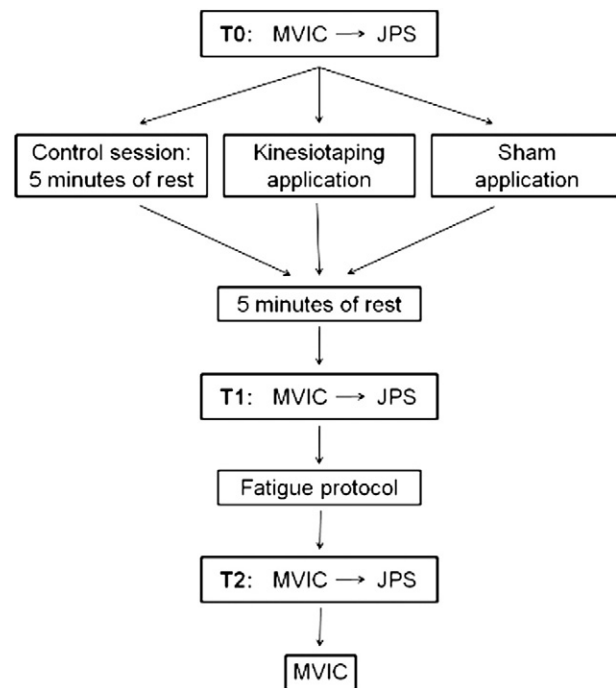 T0: MVIC → JPS
Control session:
5 minutes of rest
Kinesiotaping
application
Sham
application
5 minutes of rest
T1: MVIC → JPS
Fatigue protocol
T2: MVIC → JPS
MVIC